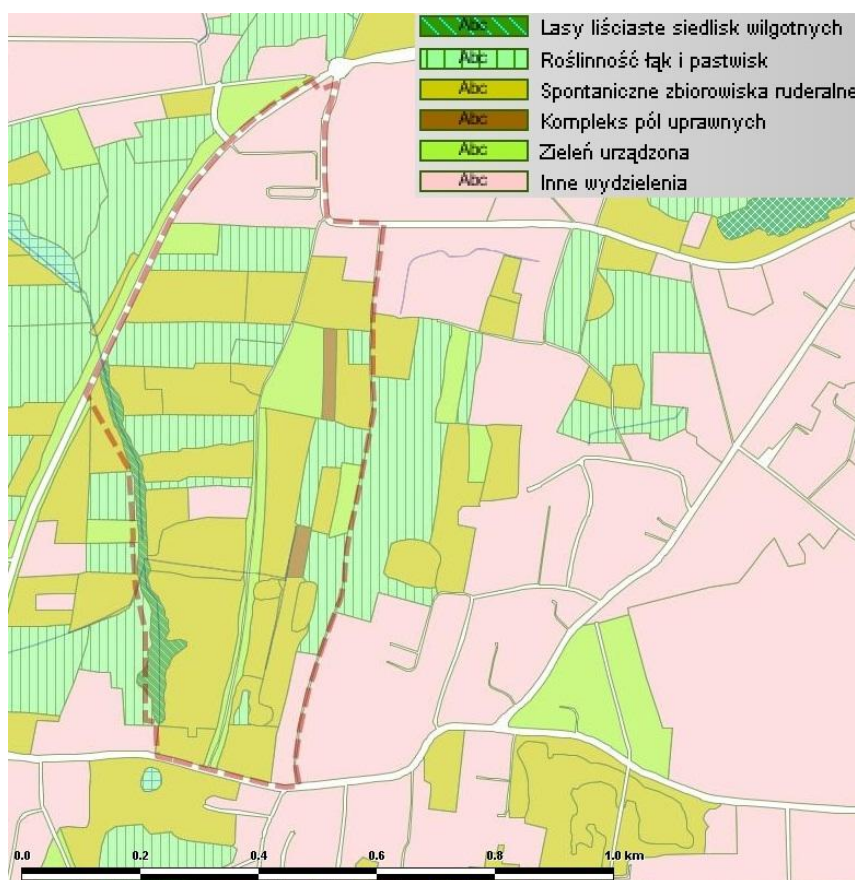 Abc Lasy liściaste siedlisk wilgotnych
Abc Roślinność łąk i pastwisk
Abc Spontaniczne zbiorowiska ruderalne
Abc Kompleks pól uprawnych
Abc Zieleń urządzona
Abc Inne wydzielenia
0.0 0.2 0.4 0.6 0.8 1.0 km